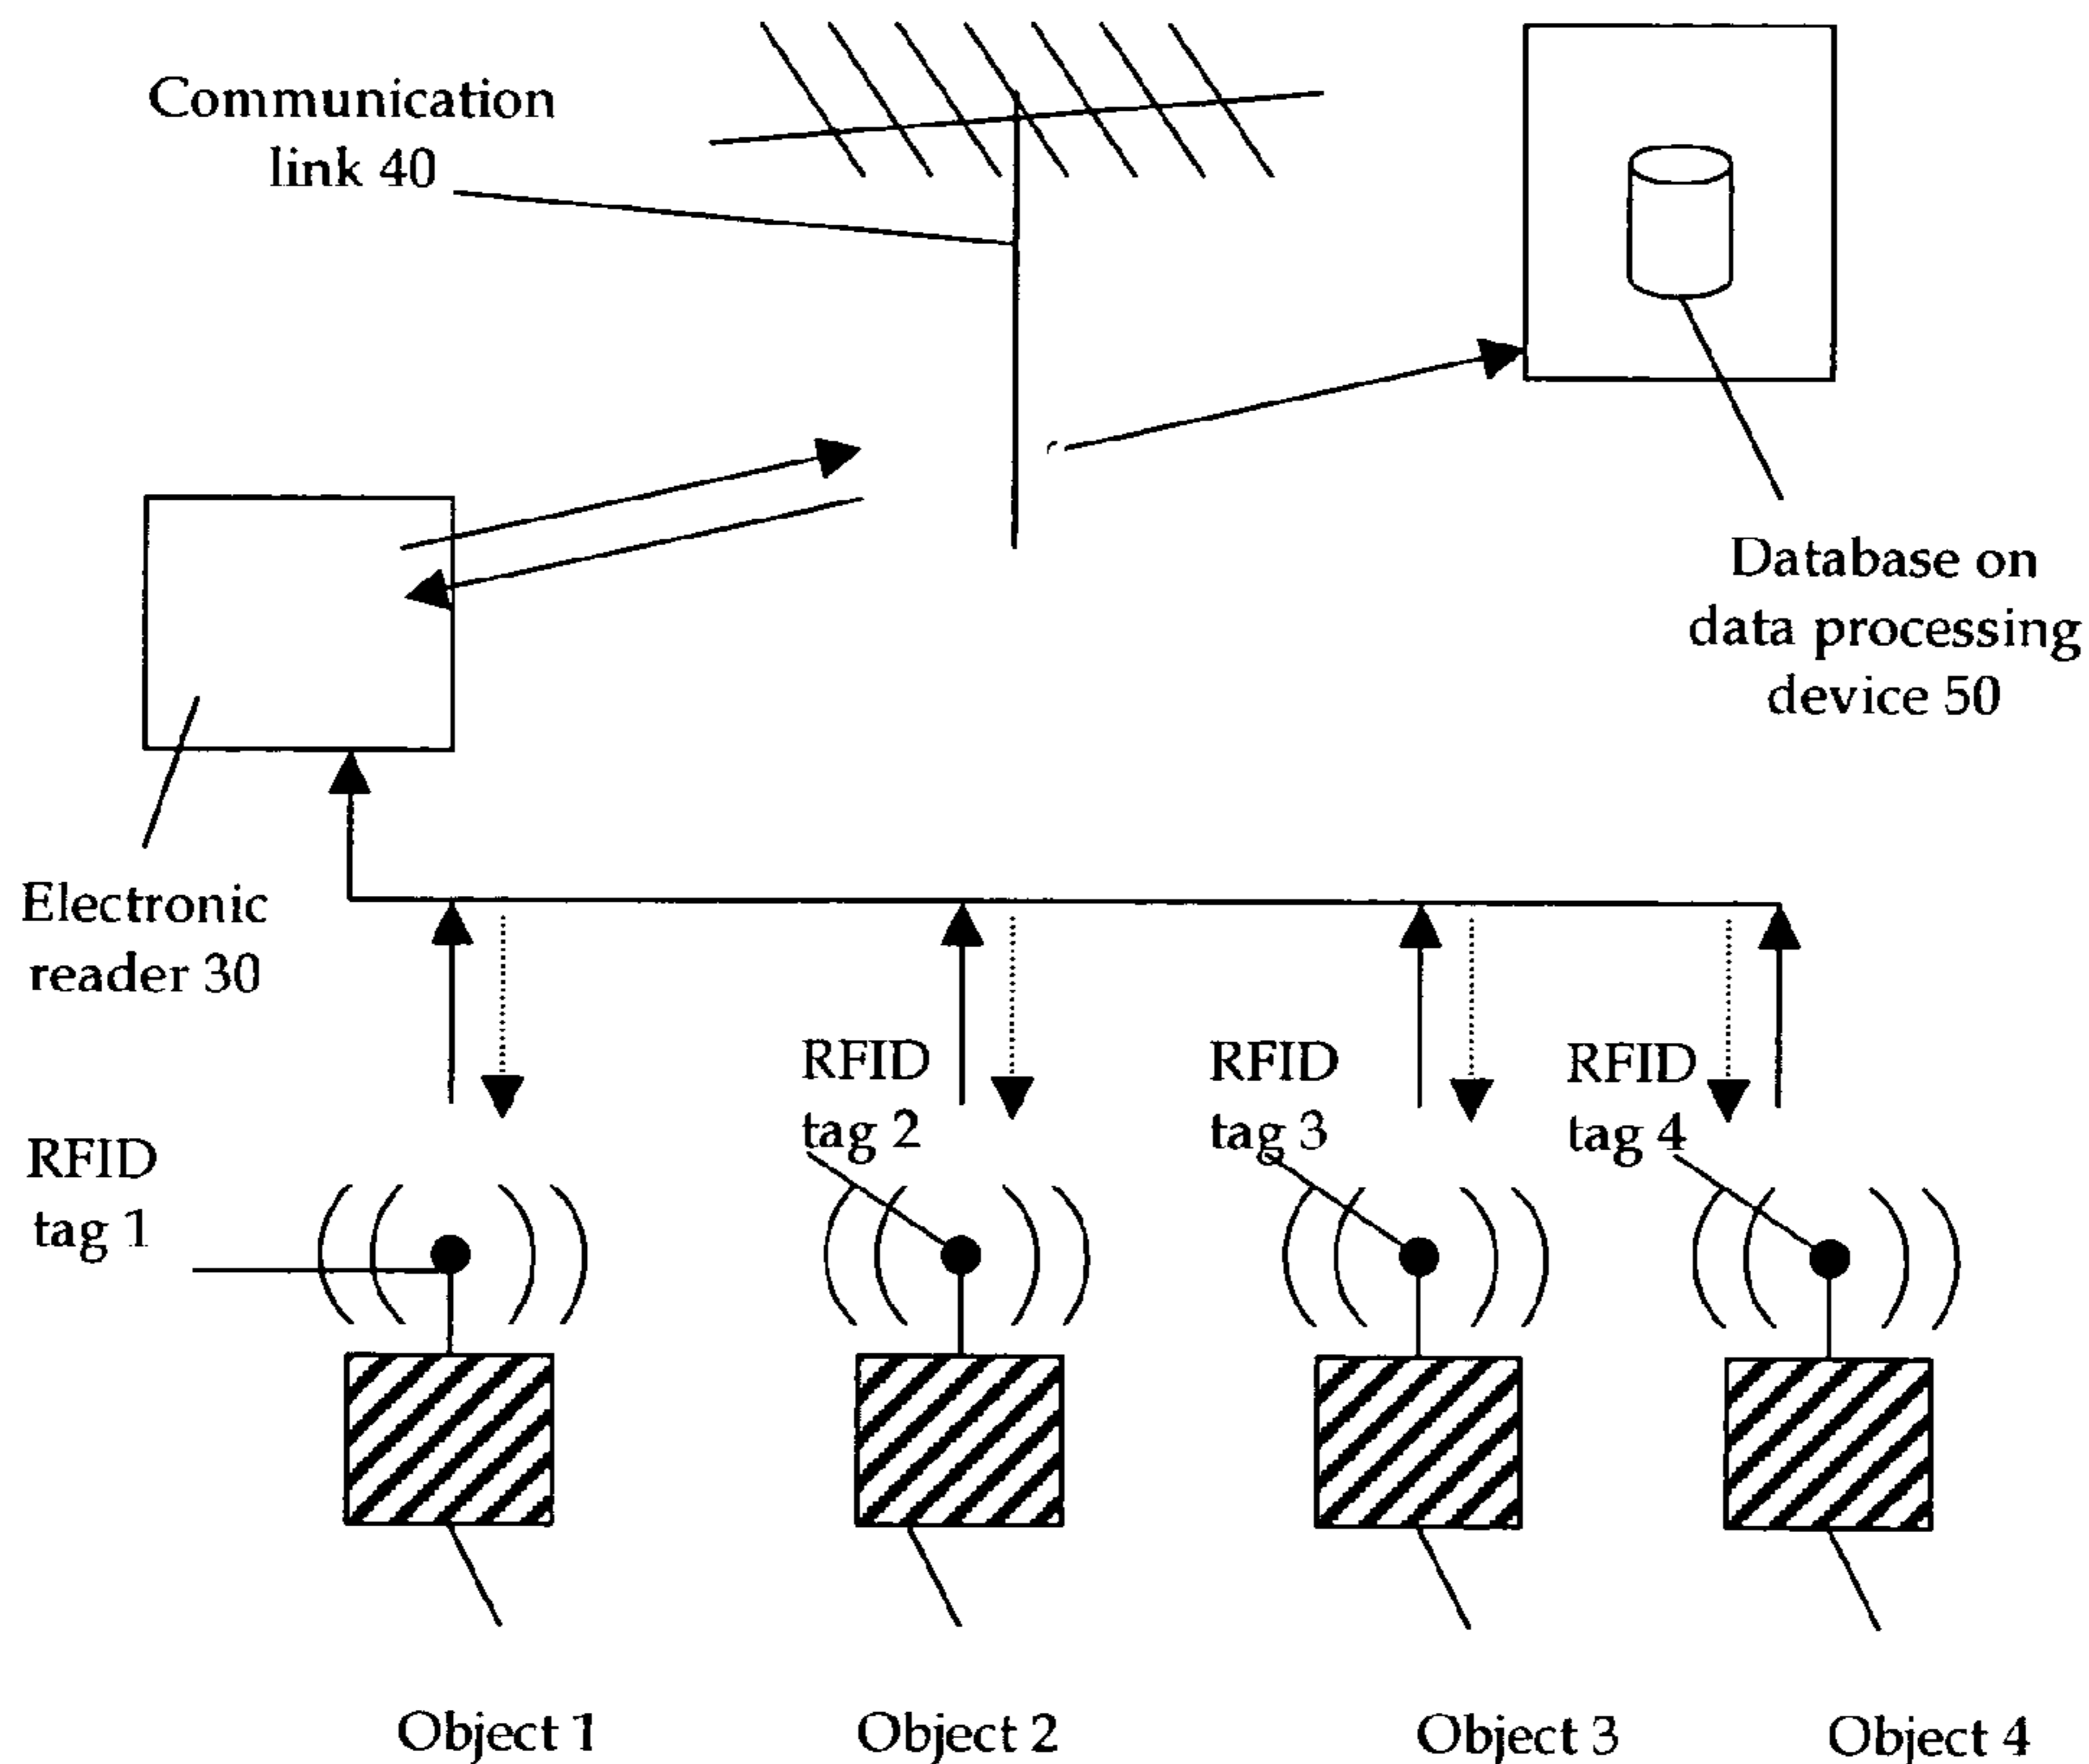 Communication
link 40
Database on
data processing
device 50
Electronic
reader 30
RFID
tag 1
RFID
tag 2
RFID
tag 3
RFID
tag 4
Object 1
Object 2
Object 3
Object 4